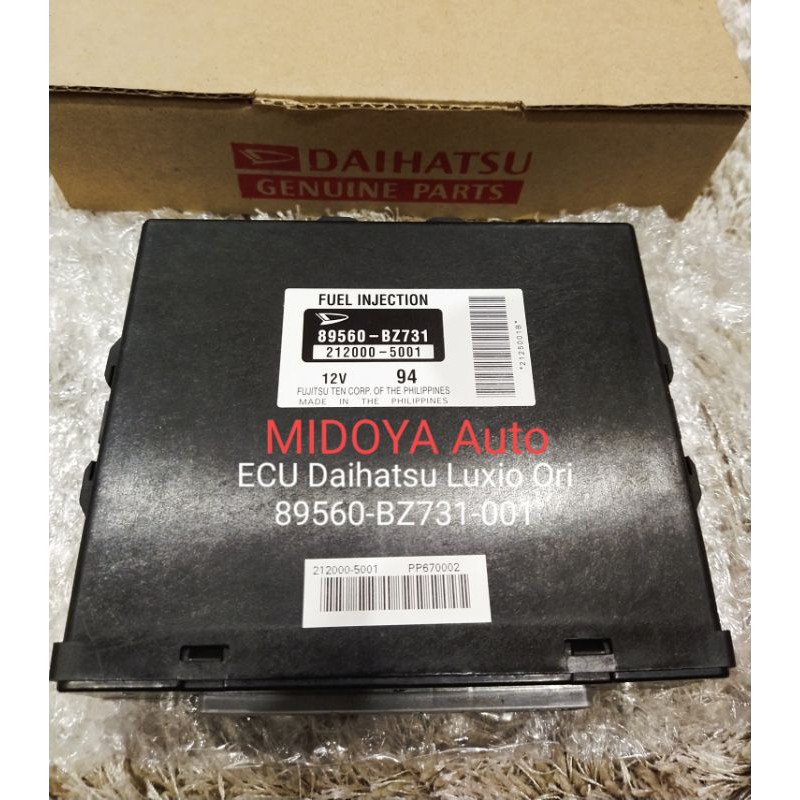 DAIHATSU
GENUINE PARTS
FUEL INJECTION
89560-BZ731
212000-5001
12V 94
FUJITSU TEN CORP. OF THE PHILIPPINES
MADE IN THE PHILIPPINES
*21250018*
MIDOYA Auto
ECU Daihatsu Luxio Ori
89560-BZ731-001
212000-5001 PP670002